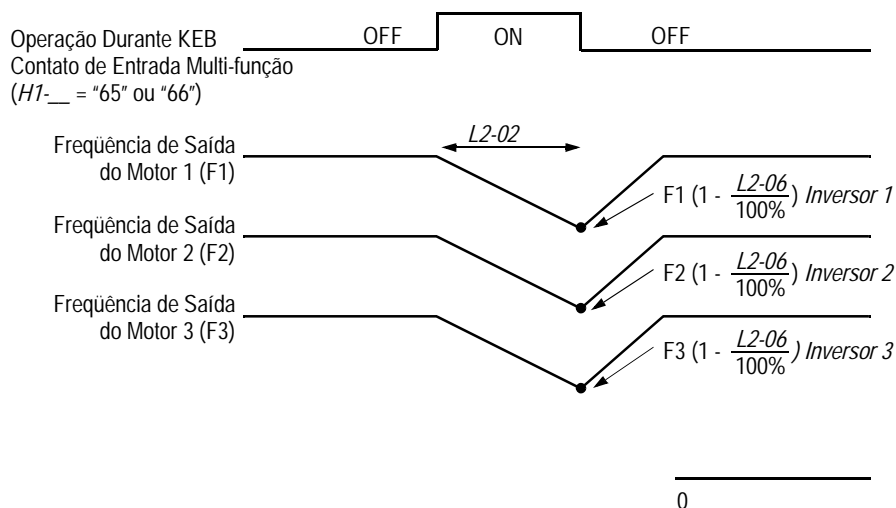 OFF ON OFF
Operação Durante KEB
Contato de Entrada Multi-função
(H1-__ = “65” ou “66”)
L2-02
Freqüência de Saída
do Motor 1 (F1)
F1 (1 - L2-06/100%) Inversor 1
Freqüência de Saída
do Motor 2 (F2)
F2 (1 - L2-06/100%) Inversor 2
Freqüência de Saída
do Motor 3 (F3)
F3 (1 - L2-06/100%) Inversor 3
0